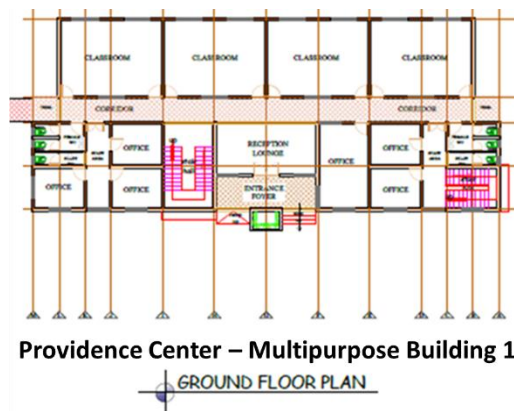 CLASSROOM CLASSROOM CLASSROOM CLASSROOM
CORRIDOR CORRIDOR
OFFICE RECEPTION LOUNGE OFFICE OFFICE
OFFICE OFFICE ENTRANCE FOYER OFFICE
Providence Center – Multipurpose Building 1
GROUND FLOOR PLAN